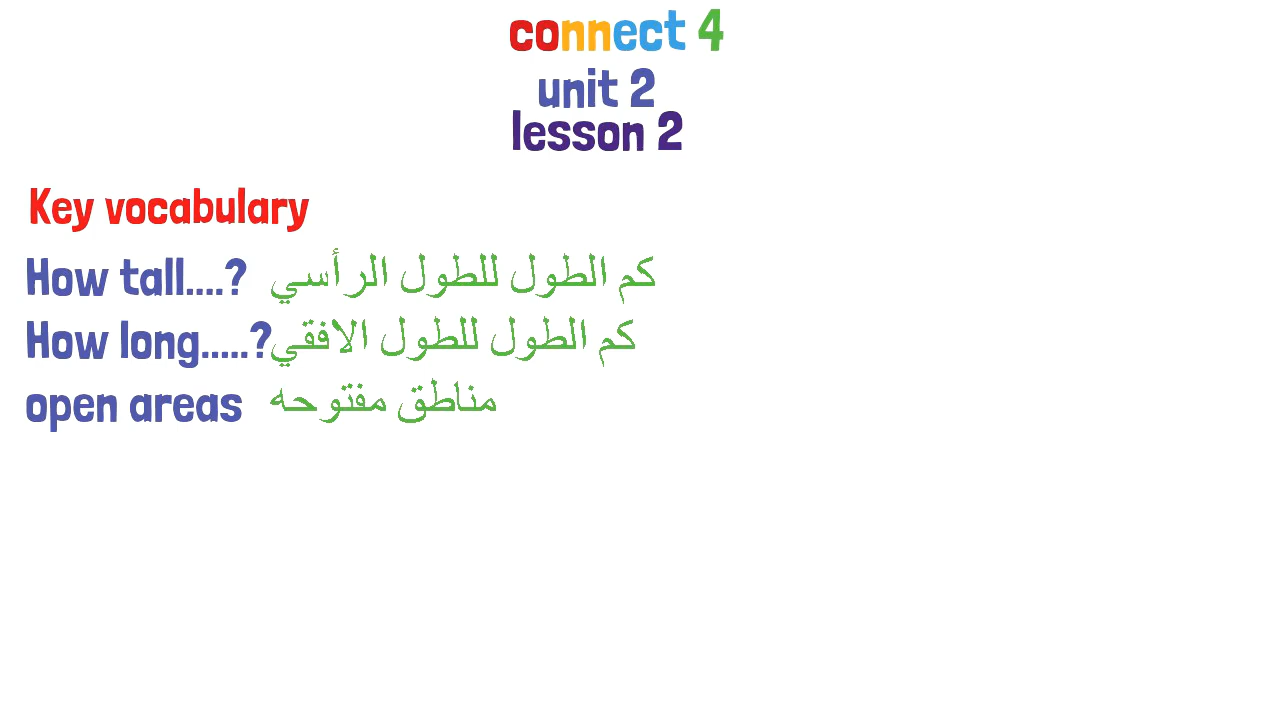 connect 4
unit 2
lesson 2
Key vocabulary
How tall....? كم الطول للطول الرأسي
How long.....? كم الطول للطول الافقي
open areas مناطق مفتوحه